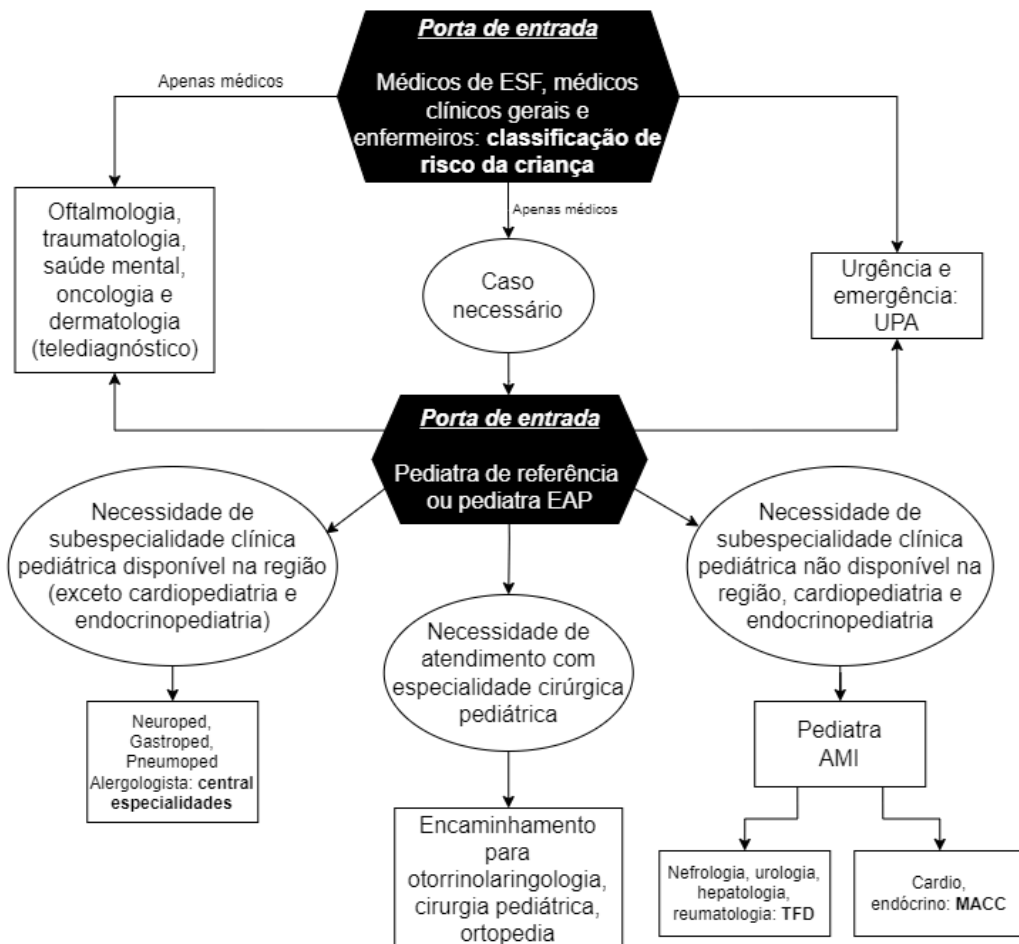 Porta de entrada
Médicos de ESF, médicos
clínicos gerais e
enfermeiros: classificação de
risco da criança
Apenas médicos
Apenas médicos
Oftalmologia,
traumatologia,
saúde mental,
oncologia e
dermatologia
(telediagnóstico)
Caso
necessário
Urgência e
emergência:
UPA
Porta de entrada
Pediatra de referência
ou pediatra EAP
Necessidade de
subespecialidade clínica
pediátrica disponível na região
(exceto cardiopediatria e
endocrinopediatria)
Necessidade de
atendimento com
especialidade cirúrgica
pediátrica
Necessidade de
subespecialidade clínica
pediátrica não disponível na
região, cardiopediatria e
endocrinopediatria
Neuroped,
Gastroped,
Pneumoped
Alergologista: central
especialidades
Encaminhamento
para
otorrinolaringologia,
cirurgia pediátrica,
ortopedia
Pediatra
AMI
Nefrologia, urologia,
hepatologia,
reumatologia: TFD
Cardio,
endócrino: MACC